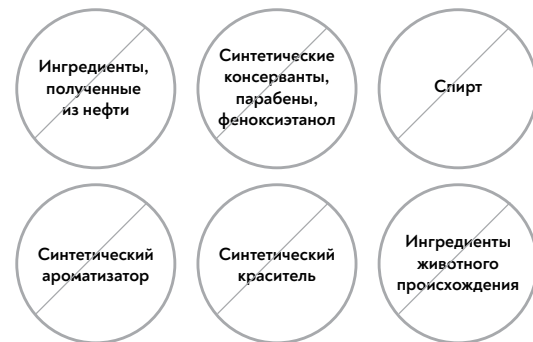 Ингредиенты,
полученные
из нефти
Синтетические
консерванты,
парабены,
феноксиэтанол
Спирт
Синтетический
ароматизатор
Синтетический
краситель
Ингредиенты
животного
происхождения